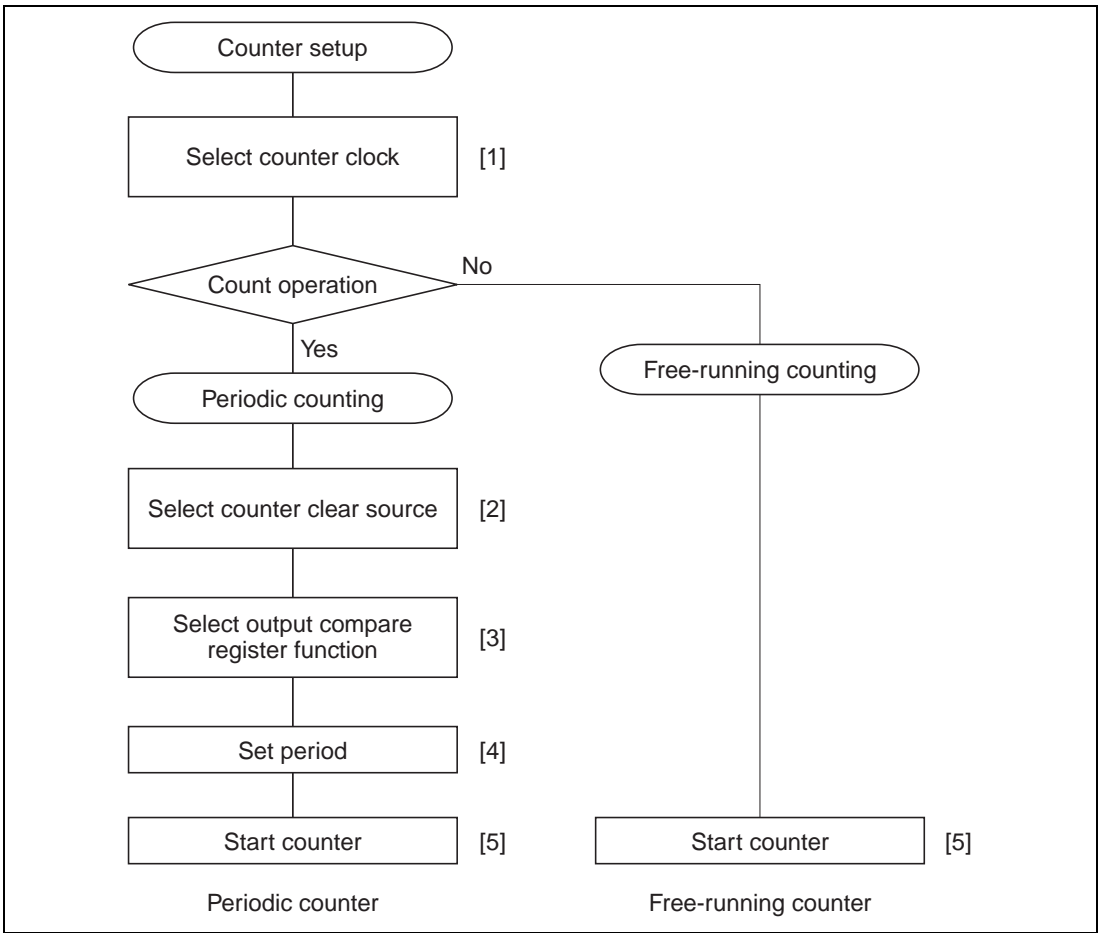 Counter setup
Select counter clock
[1]
Count operation
No
Yes
Free-running counting
Periodic counting
Select counter clear source
[2]
Select output compare
register function
[3]
Set period
[4]
Start counter
[5]
Start counter
[5]
Periodic counter
Free-running counter